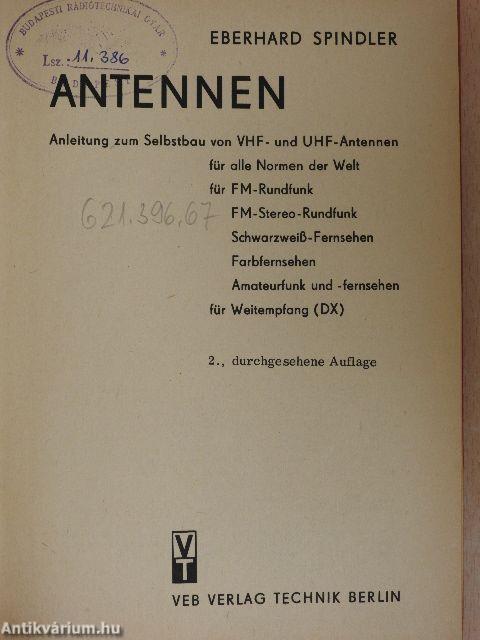 BUDAPESTI RÁDIÓTECHNIKAI GYÁR
Lsz.: 11.386
EBERHARD SPINDLER
ANTENNEN
Anleitung zum Selbstbau von VHF- und UHF-Antennen
für alle Normen der Welt
für FM-Rundfunk
621.396.67
FM-Stereo-Rundfunk
Schwarzweiß-Fernsehen
Farbfernsehen
Amateurfunk und -fernsehen
für Weitempfang (DX)
2., durchgesehene Auflage
VT
VEB VERLAG TECHNIK BERLIN
Antikvárium.hu